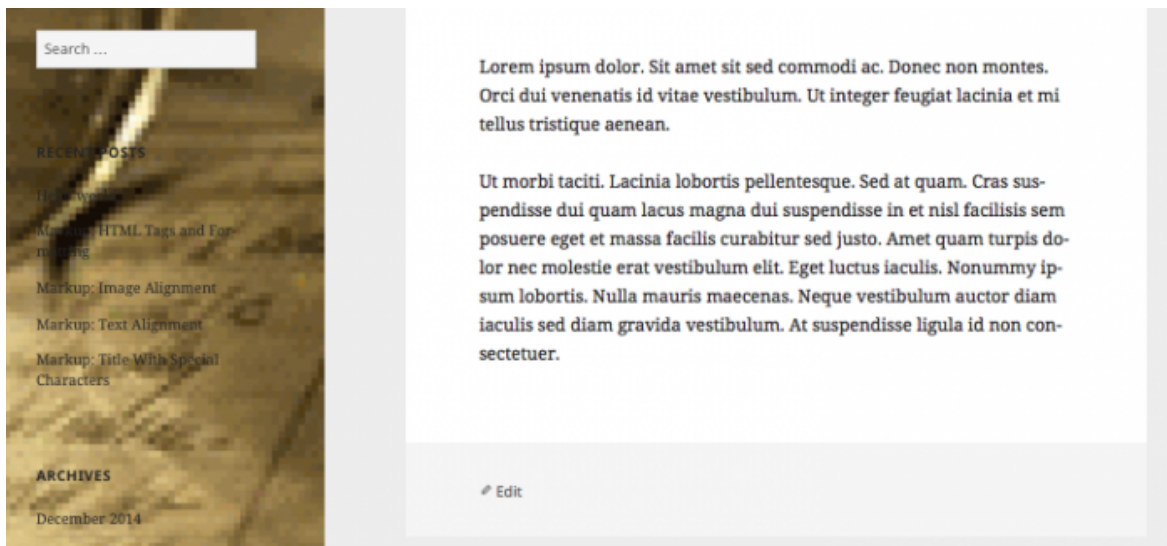 Search ...
RECENT POSTS
Markup: HTML Tags and For-
Markup: Image Alignment
Markup: Text Alignment
Markup: Title With Special
Characters
ARCHIVES
December 2014
Lorem ipsum dolor. Sit amet sit sed commodi ac. Donec non montes.
Orci dui venenatis id vitae vestibulum. Ut integer feugiat lacinia et mi
tellus tristique aenean.
Ut morbi taciti. Lacinia lobortis pellentesque. Sed at quam. Cras sus-
pendisse dui quam lacus magna dui suspendisse in et nisl facilisis sem
posuere eget et massa facilis curabitur sed justo. Amet quam turpis do-
lor nec molestie erat vestibulum elit. Eget luctus iaculis. Nonummy ip-
sum lobortis. Nulla mauris maecenas. Neque vestibulum auctor diam
iaculis sed diam gravida vestibulum. At suspendisse ligula id non con-
sectetuer.
Edit